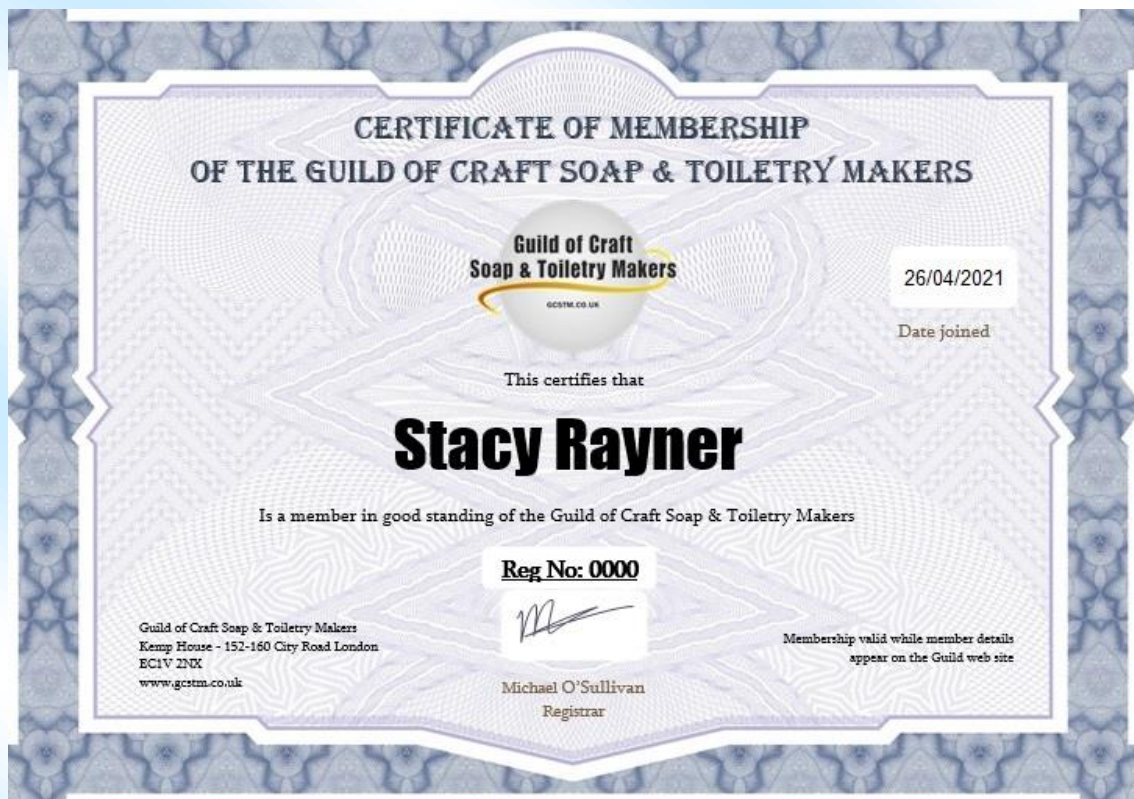 CERTIFICATE OF MEMBERSHIP
OF THE GUILD OF CRAFT SOAP & TOILETRY MAKERS
Guild of Craft
Soap & Toiletry Makers
GCSTM.CO.UK
26/04/2021
Date joined
This certifies that
Stacy Rayner
Is a member in good standing of the Guild of Craft Soap & Toiletry Makers
Reg No: 0000
Guild of Craft Soap & Toiletry Makers
Kemp House - 152-160 City Road London
EC1V 2NX
www.gcstm.co.uk
Michael O'Sullivan
Registrar
Membership valid while member details
appear on the Guild web site